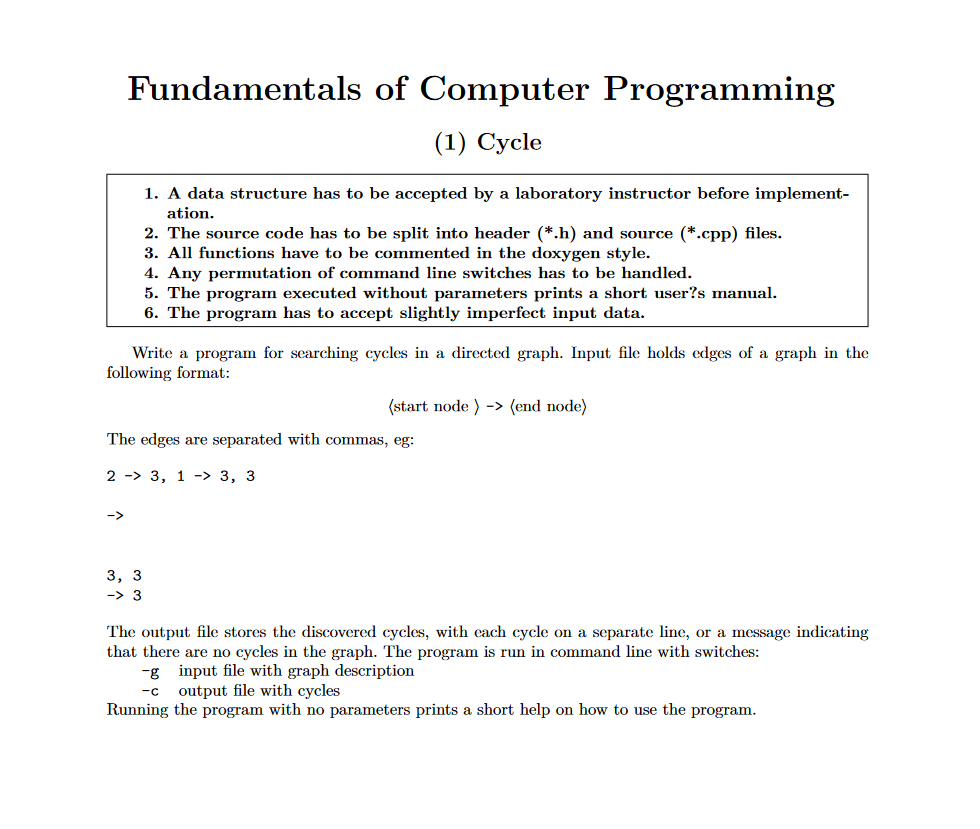 Fundamentals of Computer Programming
(1) Cycle
1. A data structure has to be accepted by a laboratory instructor before implement-
ation.
2. The source code has to be split into header (*.h) and source (*.cpp) files.
3. All functions have to be commented in the doxygen style.
4. Any permutation of command line switches has to be handled.
5. The program executed without parameters prints a short user?s manual.
6. The program has to accept slightly imperfect input data.
Write a program for searching cycles in a directed graph. Input file holds edges of a graph in the
following format:
⟨start node ⟩ -> ⟨end node⟩
The edges are separated with commas, eg:
2 -> 3, 1 -> 3, 3
->
3, 3
-> 3
The output file stores the discovered cycles, with each cycle on a separate line, or a message indicating
that there are no cycles in the graph. The program is run in command line with switches:
-g input file with graph description
-c output file with cycles
Running the program with no parameters prints a short help on how to use the program.